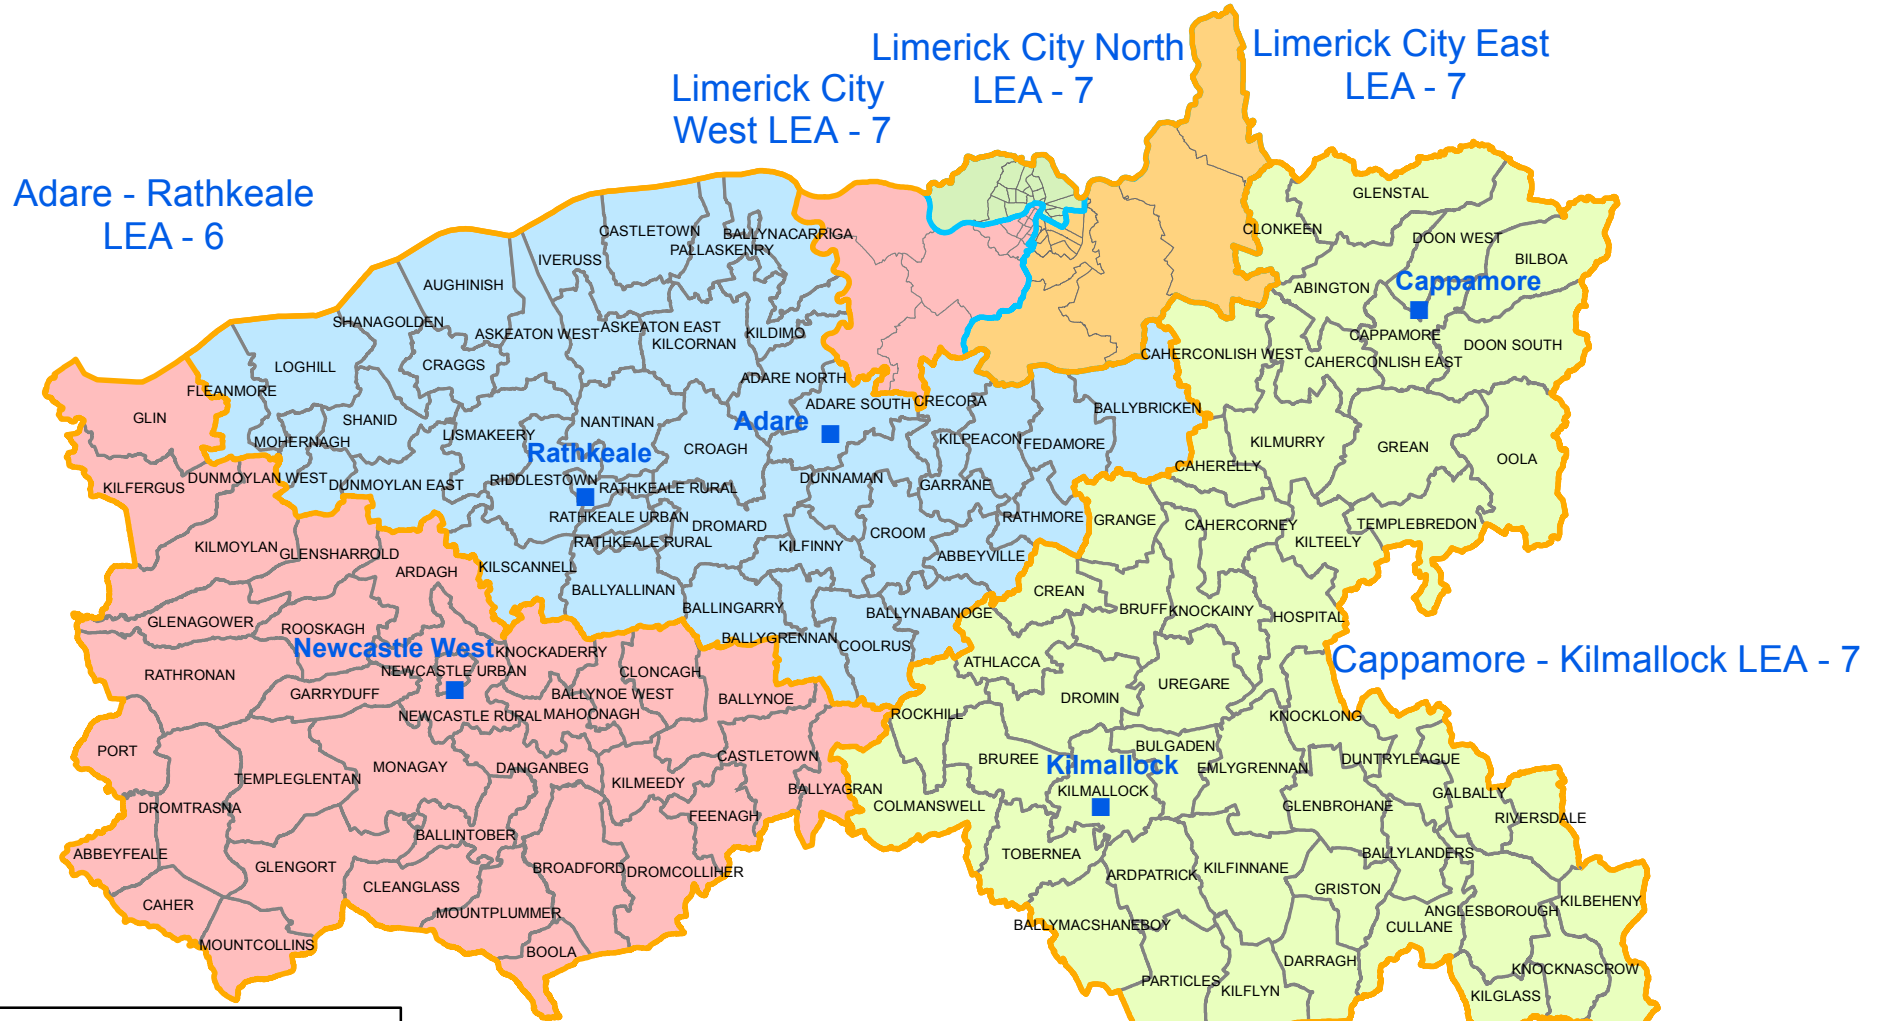 Limerick City North
LEA - 7
Limerick City East
LEA - 7
Limerick City
West LEA - 7
Adare - Rathkeale
LEA - 6
Cappamore - Kilmallock LEA - 7
GLENSTAL
CLONKEEN
DOON WEST
BILBOA
ABINGTON
Cappamore
CAPPAMORE
DOON SOUTH
CAHERCONLISH WEST
CAHERCONLISH EAST
CASTLETOWN
BALLYNACARRIGA
PALLASKENRY
IVERUSS
AUGHINISH
SHANAGOLDEN
ASKEATON WEST
ASKEATON EAST
KILCORNAN
KILDIMO
LOGHILL
CRAGGS
FLEANMORE
ADARE NORTH
ADARE SOUTH
CRECORA
BALLYBRICKEN
GLIN
SHANID
MOHERNAGH
LISMAKEERY
NANTINAN
Adare
CROAGH
KILPEACON
FEDAMORE
KILMURRY
GREAN
OOLA
CAHERELLY
Rathkeale
KILFERGUS
DUNMOYLAN WEST
DUNMOYLAN EAST
RIDDLESTOWN
RATHKEALE RURAL
DUNNAMAN
GARRANE
RATHKEALE URBAN
DROMARD
RATHMORE
GRANGE
CAHERCORNEY
TEMPLEBREDON
KILTEELY
RATHKEALE RURAL
KILFINNY
CROOM
ABBEYVILLE
KILMOYLAN
GLENSHARROLD
ARDAGH
KILSCANNELL
BALLYALLINAN
CREAN
BALLINGARRY
BALLYNABANOGE
BRUFF
KNOCKAINY
HOSPITAL
GLENAGOWER
ROOSKAGH
BALLYGRENNAN
COOLRUS
Newcastle West
KNOCKADERRY
ATHLACCA
RATHRONAN
NEWCASTLE URBAN
CLONCAGH
GARRYDUFF
BALLYNOE WEST
BALLYNOE
DROMIN
UREGARE
NEWCASTLE RURAL
MAHOONAGH
ROCKHILL
KNOCKLONG
PORT
CASTLETOWN
BRUREE
BULGADEN
Kilmallock
EMLYGRENNAN
DUNTRYLEAGUE
TEMPLEGLENTAN
MONAGAY
DANGANBEG
KILMEEDY
BALLYAGRAN
KILMALLOCK
GALBALLY
DROMTRASNA
COLMANSWELL
GLENBROHANE
RIVERSDALE
FEENAGH
BALLINTOBER
ABBEYFEALE
TOBERNEA
BALLYLANDERS
GLENGORT
BROADFORD
DROMCOLLIHER
ARDPATRICK
KILFINNANE
CLEANGLASS
GRISTON
CAHER
MOUNTPLUMMER
ANGLESBOROUGH
KILBEHENY
BALLYMACSHANEBOY
CULLANE
MOUNTCOLLINS
BOOLA
DARRAGH
KNOCKNASCROW
PARTICLES
KILFLYN
KILGLASS